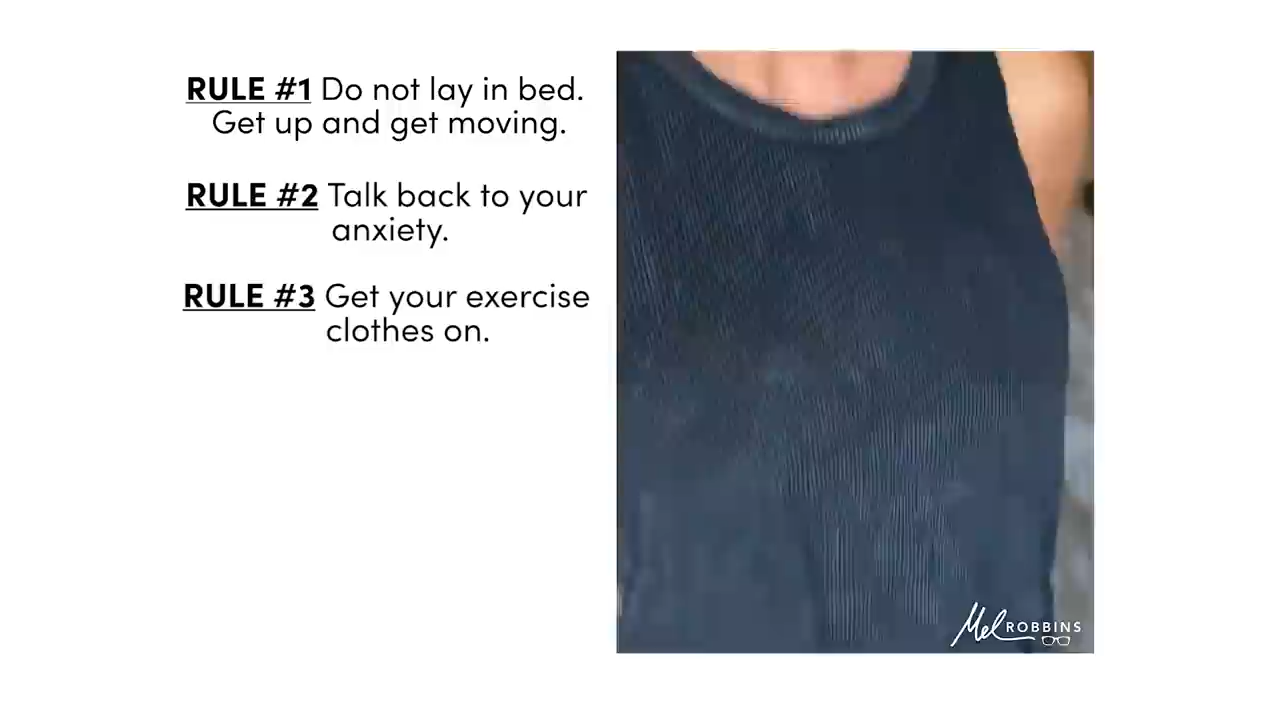 RULE #1 Do not lay in bed.
Get up and get moving.
RULE #2 Talk back to your
anxiety.
RULE #3 Get your exercise
clothes on.
Mel ROBBINS